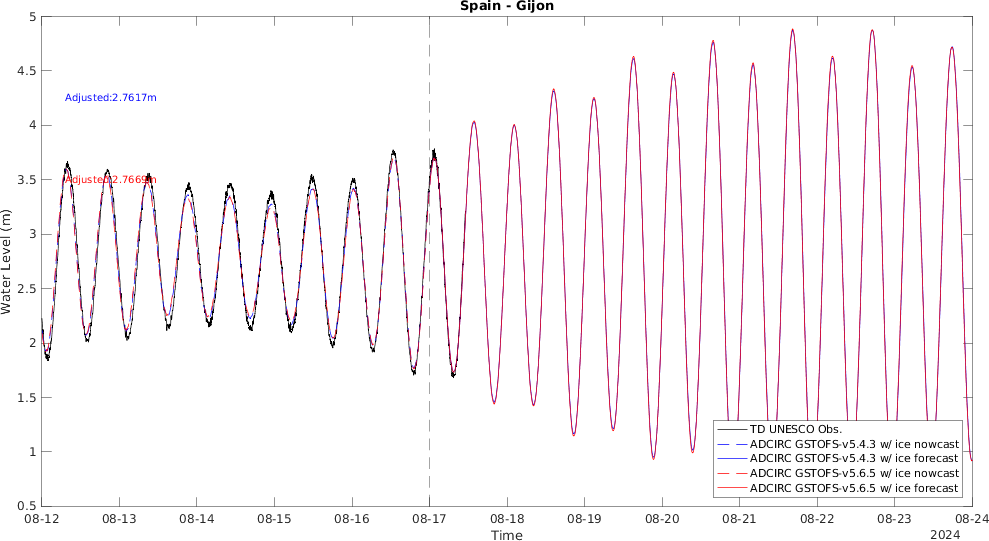 Spain - Gijon
5
4.5
4
3.5
3
2.5
2
1.5
1
0.5
Water Level (m)
Adjusted:2.7617m
Adjusted:2.7669m
TD UNESCO Obs.
ADCIRC GSTOFS-v5.4.3 w/ ice nowcast
ADCIRC GSTOFS-v5.4.3 w/ ice forecast
ADCIRC GSTOFS-v5.6.5 w/ ice nowcast
ADCIRC GSTOFS-v5.6.5 w/ ice forecast
08-12 08-13 08-14 08-15 08-16 08-17 08-18 08-19 08-20 08-21 08-22 08-23 08-24
Time
2024